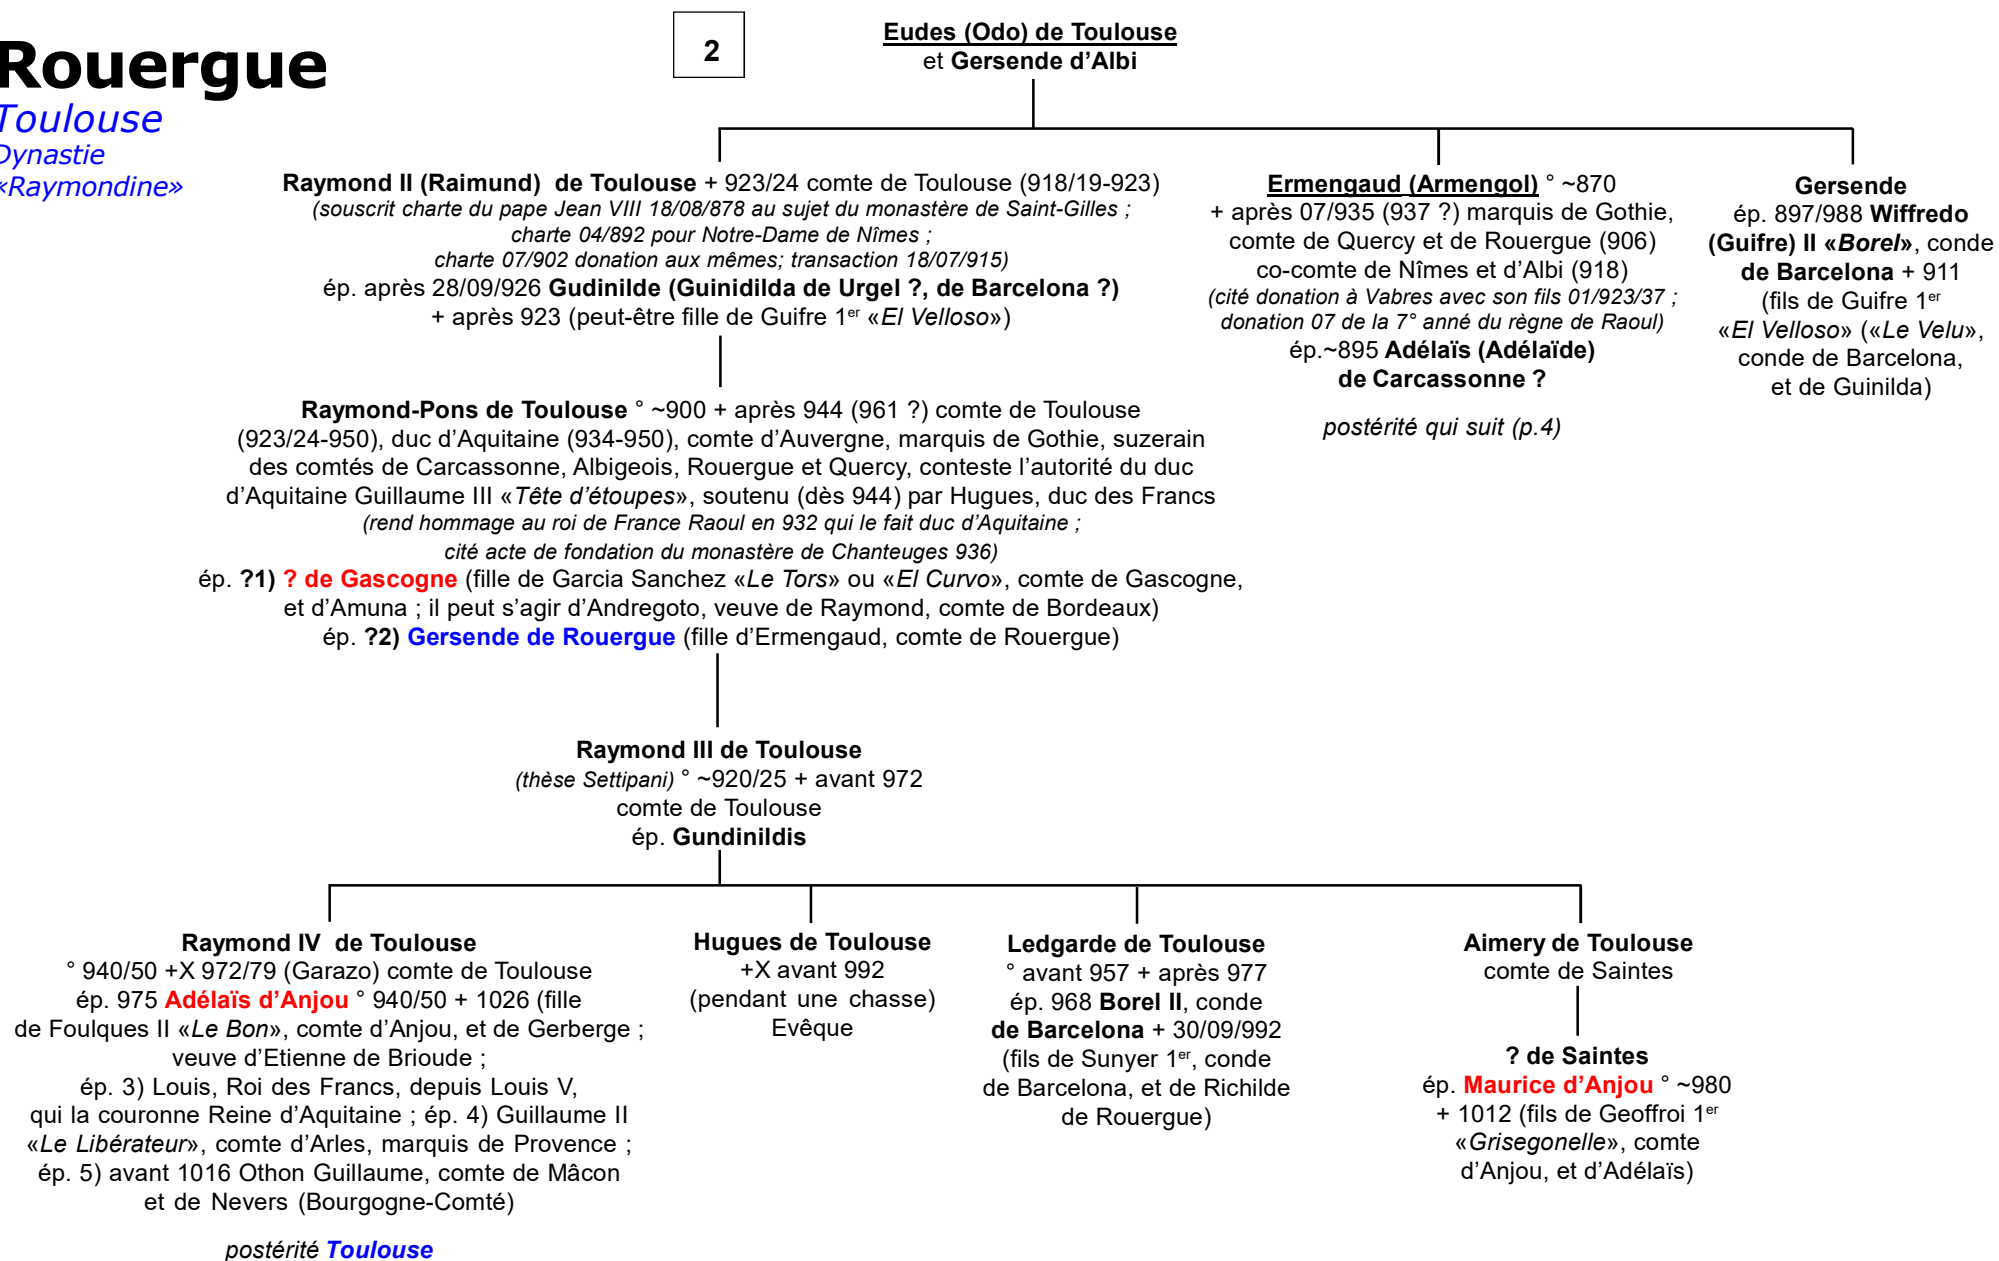 Rouergue
Toulouse
Dynastie
«Raymondine»
2
Eudes (Odo) de Toulouse
et Gersende d’Albi
Raymond II (Raimund) de Toulouse + 923/24 comte de Toulouse (918/19-923)
(souscrit charte du pape Jean VIII 18/08/878 au sujet du monastère de Saint-Gilles ;
charte 04/892 pour Notre-Dame de Nîmes ;
charte 07/902 donation aux mêmes; transaction 18/07/915)
ép. après 28/09/926 Gudinilde (Guinidilda de Urgel ?, de Barcelona ?)
+ après 923 (peut-être fille de Guifre 1er «El Velloso»)
Ermengaud (Armengol) ° ~870
+ après 07/935 (937 ?) marquis de Gothie,
comte de Quercy et de Rouergue (906)
co-comte de Nîmes et d’Albi (918)
(cité donation à Vabres avec son fils 01/923/37 ;
donation 07 de la 7° anné du règne de Raoul)
ép.~895 Adélaïs (Adélaïde)
de Carcassonne ?
postérité qui suit (p.4)
Gersende
ép. 897/988 Wiffredo
(Guifre) II «Borel», conde
de Barcelona + 911
(fils de Guifre 1er
«El Velloso» («Le Velu»,
conde de Barcelona,
et de Guinilda)
Raymond-Pons de Toulouse ° ~900 + après 944 (961 ?) comte de Toulouse
(923/24-950), duc d’Aquitaine (934-950), comte d’Auvergne, marquis de Gothie, suzerain
des comtés de Carcassonne, Albigeois, Rouergue et Quercy, conteste l’autorité du duc
d’Aquitaine Guillaume III «Tête d’étoupes», soutenu (dès 944) par Hugues, duc des Francs
(rend hommage au roi de France Raoul en 932 qui le fait duc d’Aquitaine ;
cité acte de fondation du monastère de Chanteuges 936)
ép. ?1) ? de Gascogne (fille de Garcia Sanchez «Le Tors» ou «El Curvo», comte de Gascogne,
et d’Amuna ; il peut s’agir d’Andregoto, veuve de Raymond, comte de Bordeaux)
ép. ?2) Gersende de Rouergue (fille d’Ermengaud, comte de Rouergue)
Raymond III de Toulouse
(thèse Settipani) ° ~920/25 + avant 972
comte de Toulouse
ép. Gundinildis
Raymond IV de Toulouse
° 940/50 +X 972/79 (Garazo) comte de Toulouse
ép. 975 Adélaïs d’Anjou ° 940/50 + 1026 (fille
de Foulques II «Le Bon», comte d’Anjou, et de Gerberge ;
veuve d’Etienne de Brioude ;
ép. 3) Louis, Roi des Francs, depuis Louis V,
qui la couronne Reine d’Aquitaine ; ép. 4) Guillaume II
«Le Libérateur», comte d’Arles, marquis de Provence ;
ép. 5) avant 1016 Othon Guillaume, comte de Mâcon
et de Nevers (Bourgogne-Comté)
postérité Toulouse
Hugues de Toulouse
+X avant 992
(pendant une chasse)
Evêque
Ledgarde de Toulouse
° avant 957 + après 977
ép. 968 Borel II, conde
de Barcelona + 30/09/992
(fils de Sunyer 1er, conde
de Barcelona, et de Richilde
de Rouergue)
Aimery de Toulouse
comte de Saintes
? de Saintes
ép. Maurice d’Anjou ° ~980
+ 1012 (fils de Geoffroi 1er
«Grisegonelle», comte
d’Anjou, et d’Adélaïs)